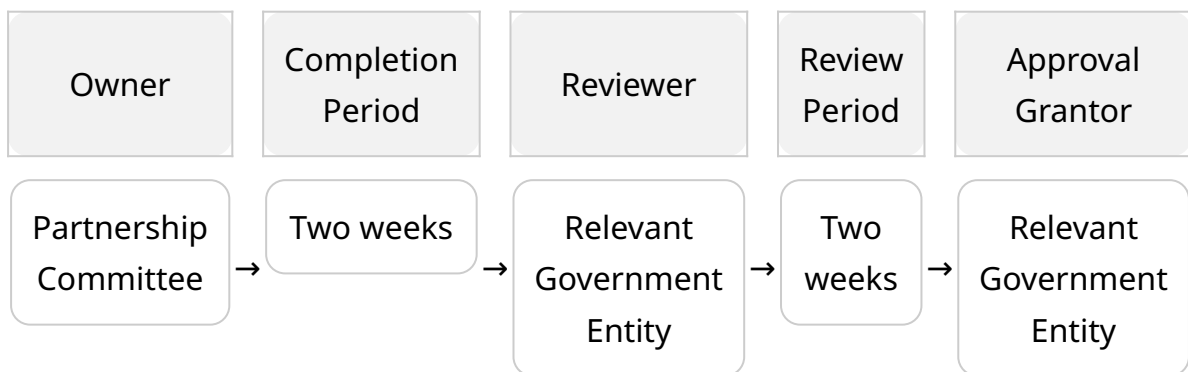 Owner
Completion
Period
Reviewer
Review
Period
Approval
Grantor
Partnership
Committee
→
Two weeks
→
Relevant
Government
Entity
→
Two
weeks
→
Relevant
Government
Entity